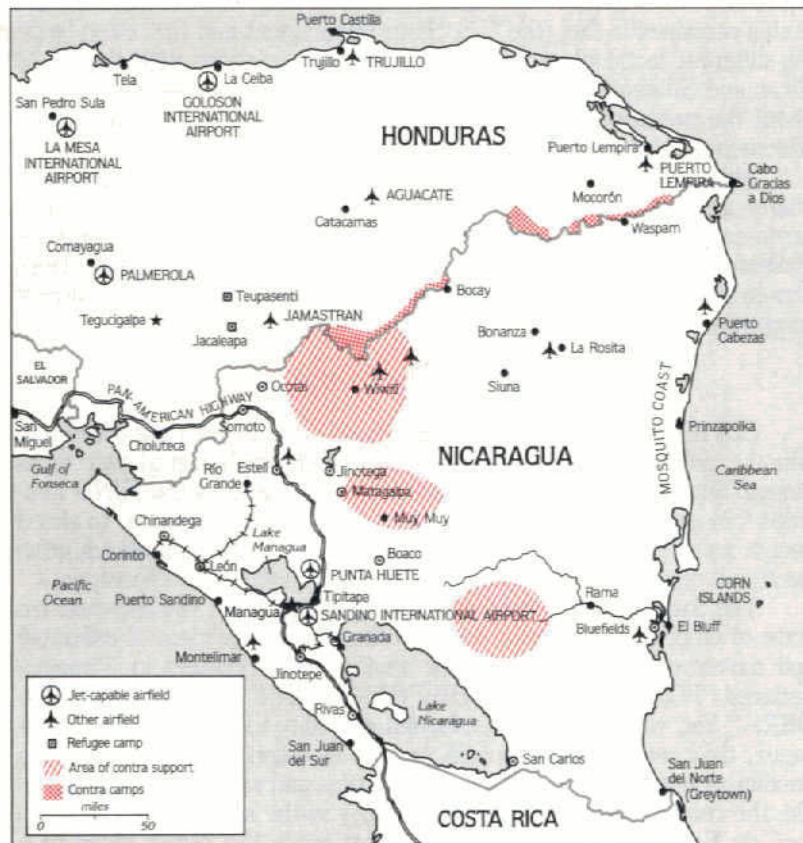 Puerto Castilla
Tela
La Ceiba
Trujillo
TRUJILLO
GOLOSON
INTERNATIONAL
AIRPORT
San Pedro Sula
LA MESA
INTERNATIONAL
AIRPORT
HONDURAS
Puerto Lempira
PUERTO
LEMPIRA
Cabo
Gracias
a Dios
Mocorón
AGUACATE
Catacamas
Waspam
Comayagua
PALMEROLA
Teupasenti
Bocay
Tegucigalpa
JAMASTRAN
Jacaleapa
Bonanza
La Rosita
Puerto
Cabezas
Siuna
EL
SALVADOR
PAN-AMERICAN HIGHWAY
Ocotal
Wiwilí
San
Miguel
Choluteca
Somoto
MOSQUITO COAST
Prinzapolka
Gulf of
Fonseca
Río
Grande
Estelí
Jinotega
NICARAGUA
Matagalpa
Caribbean
Sea
Chinandega
Lake
Managua
Muy Muy
Corinto
León
Boaco
PUNTA HUETE
Pacific
Ocean
Puerto Sandino
Tipitapa
Managua
SANDINO INTERNATIONAL AIRPORT
Rama
CORN
ISLANDS
Bluefields
El Bluff
Granada
Montelimar
Jinotepe
Rivas
Lake
Nicaragua
San Juan
del Sur
San Carlos
San Juan
del Norte
(Greytown)
COSTA RICA
Jet-capable airfield
Other airfield
Refugee camp
Area of contra support
Contra camps
miles
0 50